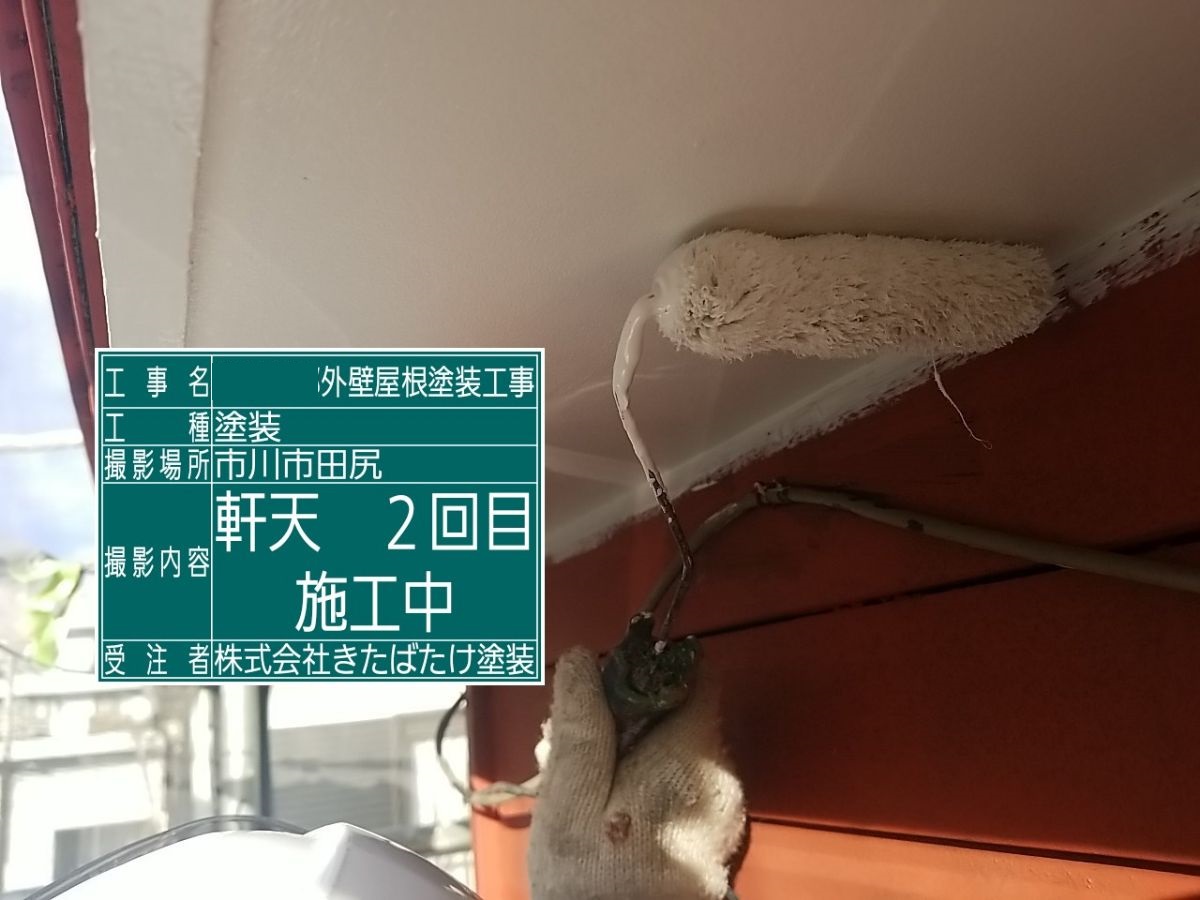 工事名 外壁屋根塗装工事
工種 塗装
撮影場所 市川市田尻
撮影内容 軒天 2回目
施工中
受注者 株式会社きたばたけ塗装